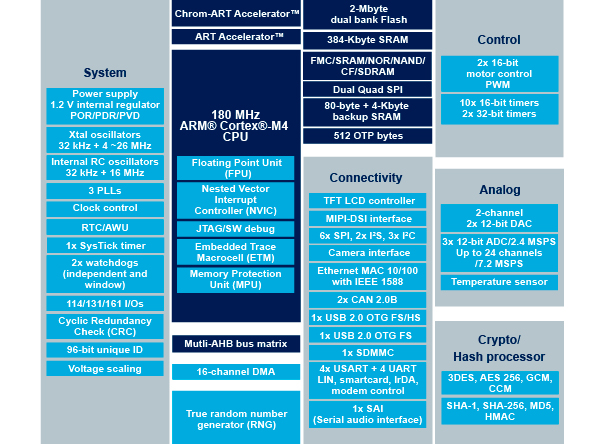 System
Power supply
1.2 V internal regulator
POR/PDR/PVD
Xtal oscillators
32 kHz + 4 ~26 MHz
Internal RC oscillators
32 kHz + 16 MHz
3 PLLs
Clock control
RTC/AWU
1x SysTick timer
2x watchdogs
(independent and
window)
114/131/161 I/Os
Cyclic Redundancy
Check (CRC)
96-bit unique ID
Voltage scaling
Chrom-ART Accelerator™
ART Accelerator™
180 MHz
ARM® Cortex®-M4
CPU
Floating Point Unit
(FPU)
Nested Vector
Interrupt
Controller (NVIC)
JTAG/SW debug
Embedded Trace
Macrocell (ETM)
Memory Protection
Unit (MPU)
Mutli-AHB bus matrix
16-channel DMA
True random number
generator (RNG)
2-Mbyte
dual bank Flash
384-Kbyte SRAM
FMC/SRAM/NOR/NAND/
CF/SDRAM
Dual Quad SPI
80-byte + 4-Kbyte
backup SRAM
512 OTP bytes
Connectivity
TFT LCD controller
MIPI-DSI interface
6x SPI, 2x I²S, 3x I²C
Camera interface
Ethernet MAC 10/100
with IEEE 1588
2x CAN 2.0B
1x USB 2.0 OTG FS/HS
1x USB 2.0 OTG FS
1x SDMMC
4x USART + 4 UART
LIN, smartcard, IrDA,
modem control
1x SAI
(Serial audio interface)
Control
2x 16-bit
motor control
PWM
10x 16-bit timers
2x 32-bit timers
Analog
2-channel
2x 12-bit DAC
3x 12-bit ADC/2.4 MSPS
Up to 24 channels
/7.2 MSPS
Temperature sensor
Crypto/
Hash processor
3DES, AES 256, GCM,
CCM
SHA-1, SHA-256, MD5,
HMAC